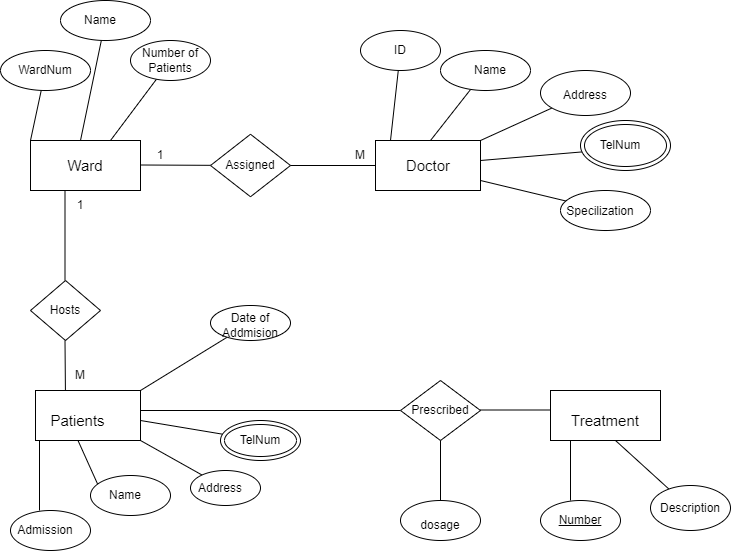 Name
ID
Number of
Patients
WardNum
Name
Address
TelNum
Ward
1
Assigned
M
Doctor
1
Specilization
Hosts
Date of
Addmision
M
Patients
Prescribed
Treatment
TelNum
Name
Address
Admission
dosage
Number
Description